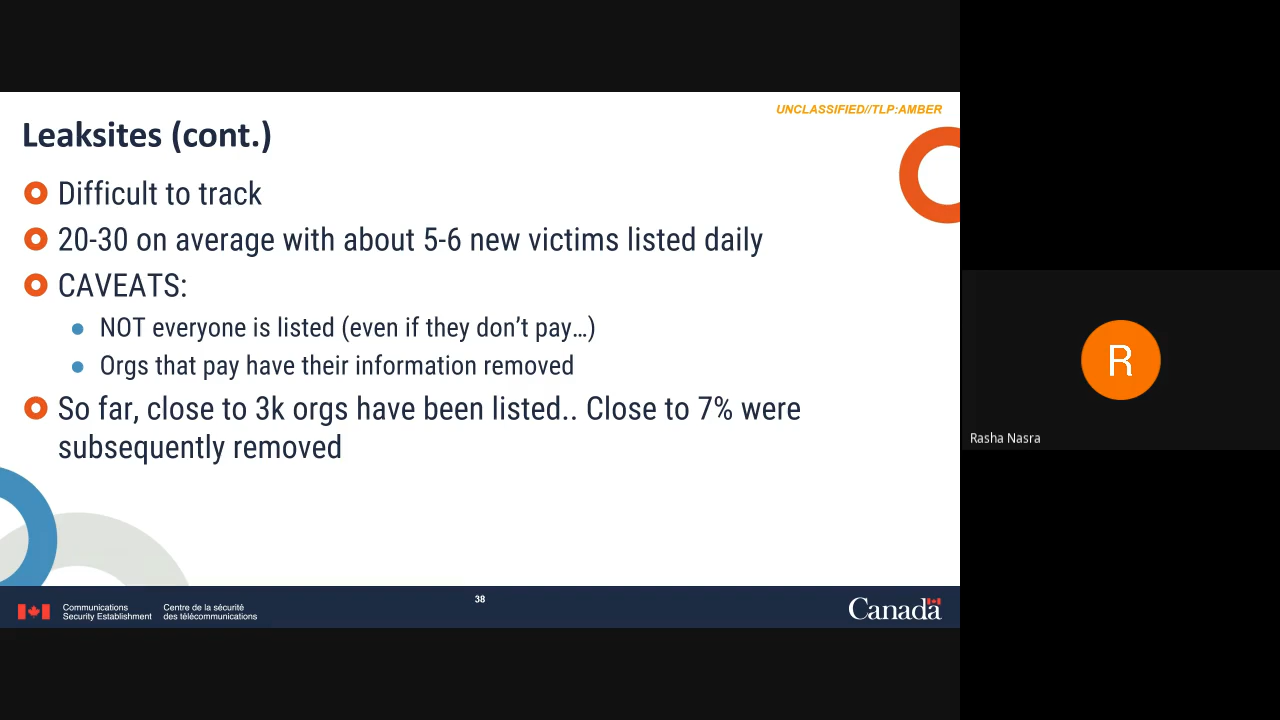 UNCLASSIFIED//TLP:AMBER
Leaksites (cont.)
Difficult to track
20-30 on average with about 5-6 new victims listed daily
CAVEATS:
NOT everyone is listed (even if they don’t pay…)
Orgs that pay have their information removed
So far, close to 3k orgs have been listed.. Close to 7% were
subsequently removed
R
Rasha Nasra
38
Communications
Security Establishment
Centre de la sécurité
des télécommunications
Canada